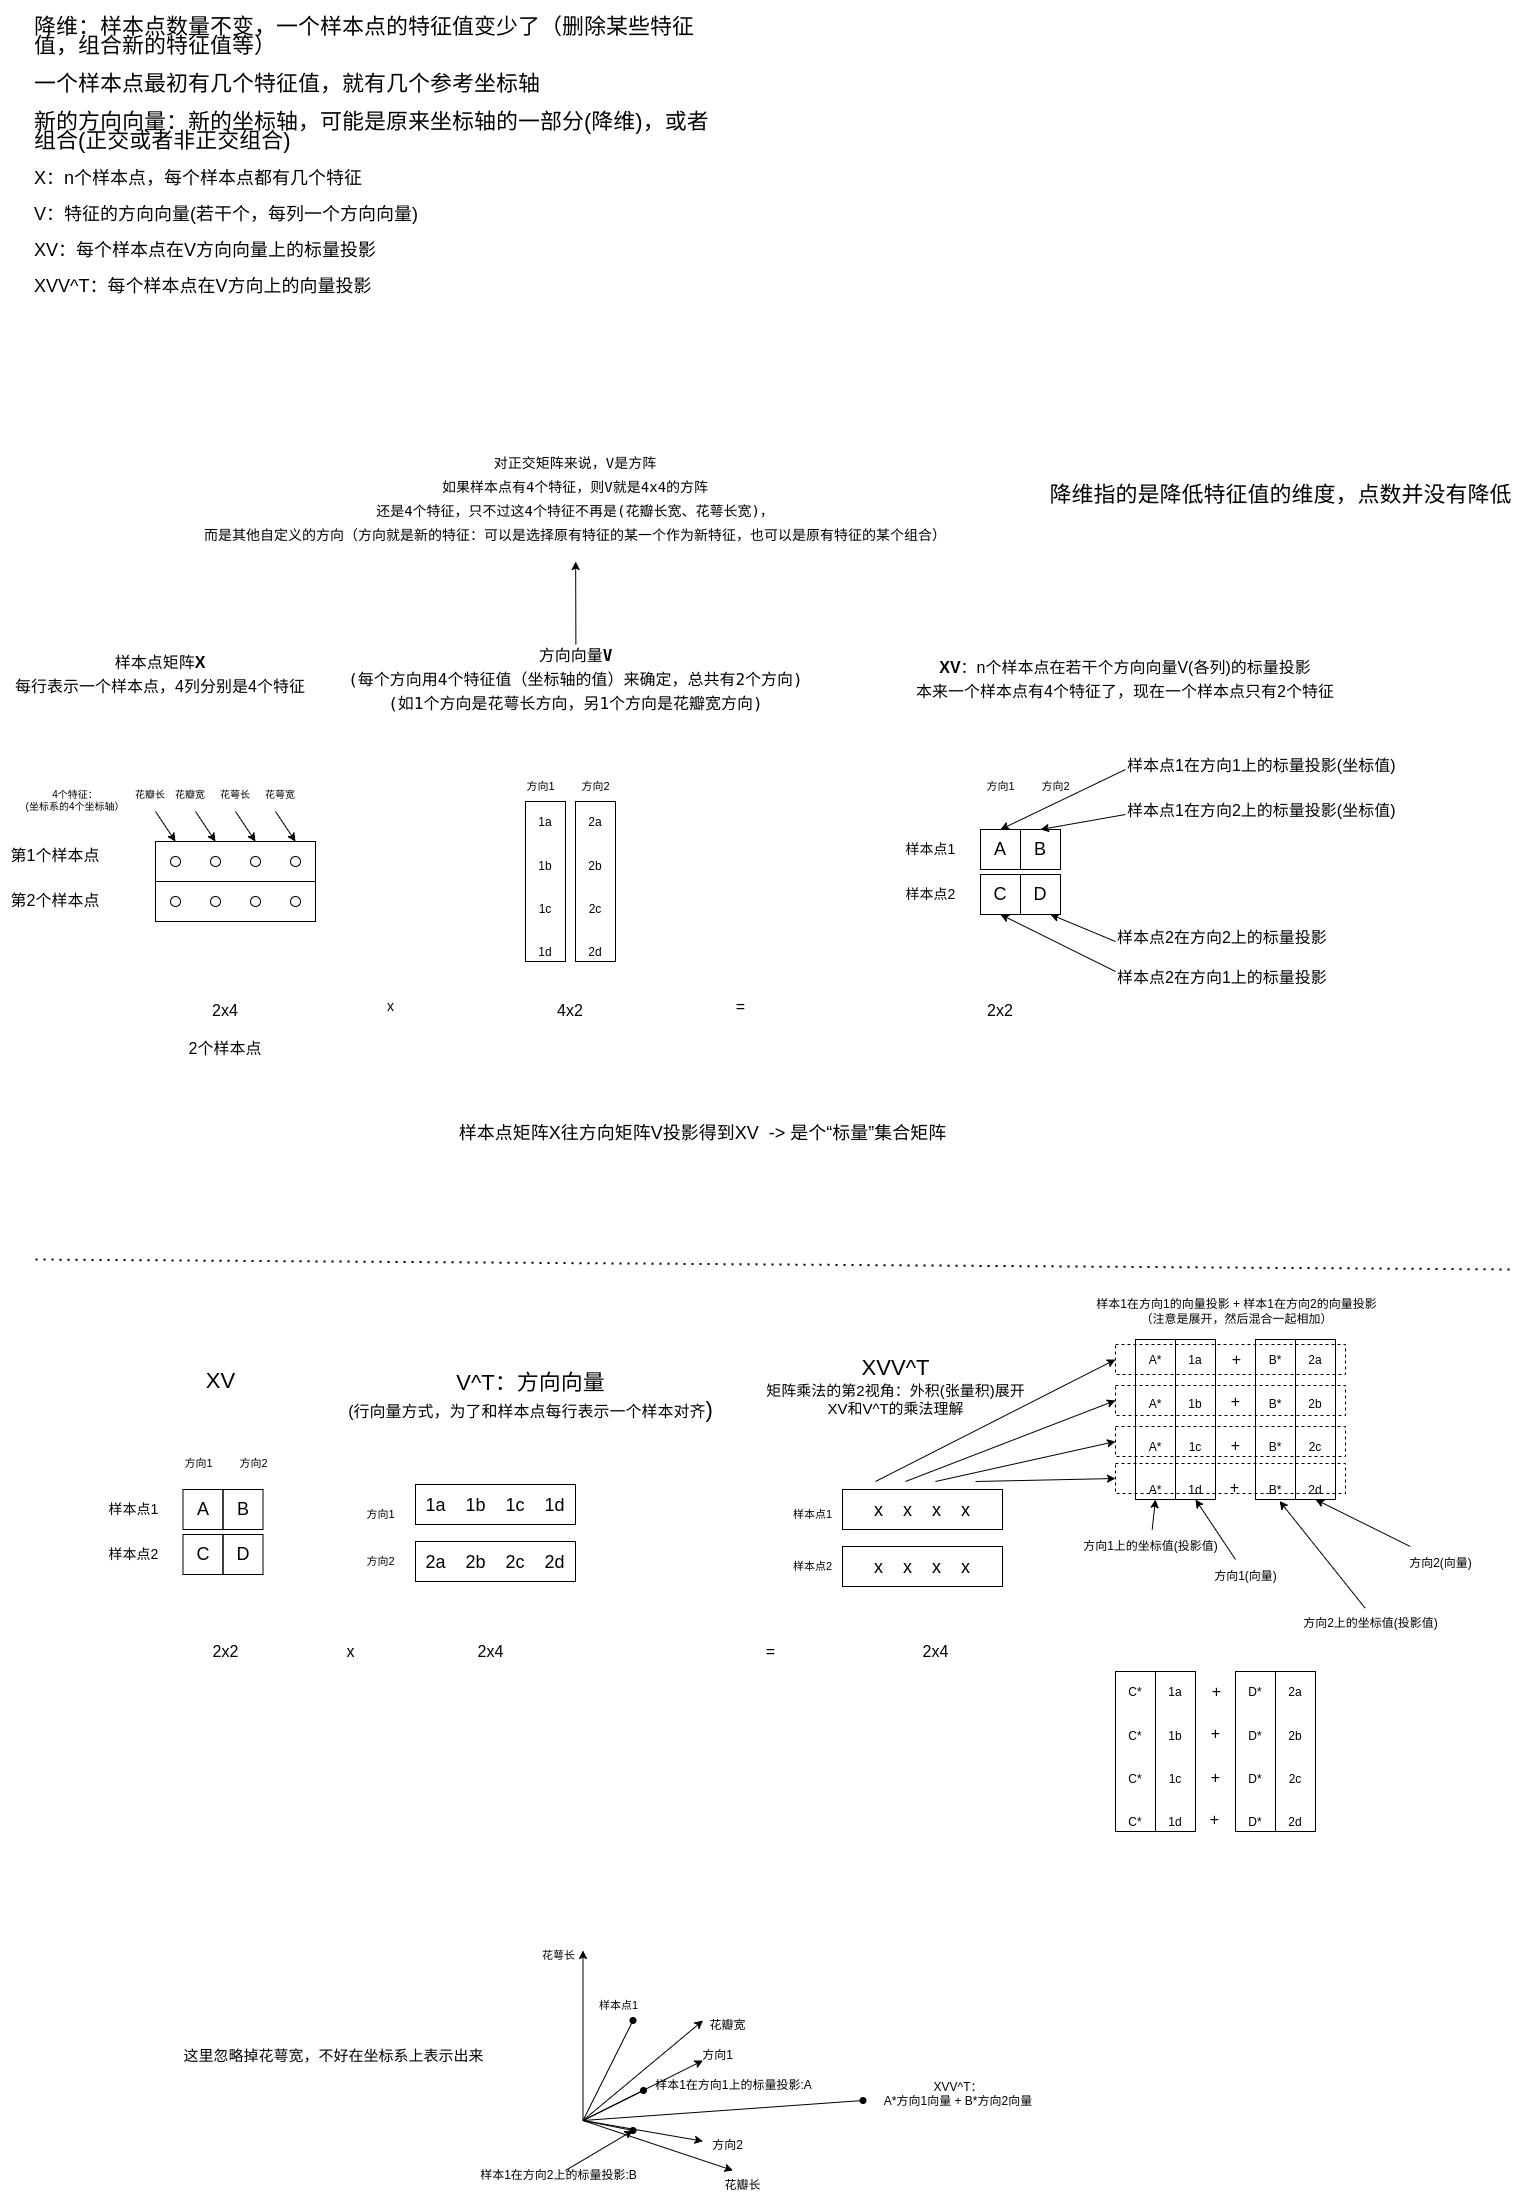 降维：样本点数量不变，一个样本点的特征值变少了（删除某些特征
值，组合新的特征值等）
一个样本点最初有几个特征值，就有几个参考坐标轴
新的方向向量：新的坐标轴，可能是原来坐标轴的一部分(降维)，或者
组合(正交或者非正交组合)
X：n个样本点，每个样本点都有几个特征
V：特征的方向向量(若干个，每列一个方向向量)
XV：每个样本点在V方向向量上的标量投影
XVV^T：每个样本点在V方向上的向量投影
对正交矩阵来说，V是方阵
如果样本点有4个特征，则V就是4x4的方阵
还是4个特征，只不过这4个特征不再是(花瓣长宽、花萼长宽)，
而是其他自定义的方向（方向就是新的特征：可以是选择原有特征的某一个作为新特征，也可以是原有特征的某个组合）
降维指的是降低特征值的维度，点数并没有降低
样本点矩阵X
每行表示一个样本点，4列分别是4个特征
方向向量V
(每个方向用4个特征值（坐标轴的值）来确定，总共有2个方向)
(如1个方向是花萼长方向，另1个方向是花瓣宽方向)
XV：n个样本点在若干个方向向量V(各列)的标量投影
本来一个样本点有4个特征了，现在一个样本点只有2个特征
4个特征：
(坐标系的4个坐标轴)
花瓣长 花瓣宽 花萼长 花萼宽
第1个样本点
第2个样本点
方向1 方向2
1a 2a
1b 2b
1c 2c
1d 2d
方向1 方向2
样本点1 A B
样本点2 C D
样本点1在方向1上的标量投影(坐标值)
样本点1在方向2上的标量投影(坐标值)
样本点2在方向2上的标量投影
样本点2在方向1上的标量投影
2x4 x 4x2 = 2x2
2个样本点
样本点矩阵X往方向矩阵V投影得到XV -> 是个“标量”集合矩阵
XV
方向1 方向2
样本点1 A B
样本点2 C D
V^T：方向向量
(行向量方式，为了和样本点每行表示一个样本对齐)
方向1 1a 1b 1c 1d
方向2 2a 2b 2c 2d
XVV^T
矩阵乘法的第2视角：外积(张量积)展开
XV和V^T的乘法理解
样本点1 x x x x
样本点2 x x x x
样本1在方向1的向量投影 + 样本1在方向2的向量投影
（注意是展开，然后混合一起相加）
A* 1a + B* 2a
A* 1b + B* 2b
A* 1c + B* 2c
A* 1d + B* 2d
方向1上的坐标值(投影值)
方向1(向量)
方向2(向量)
方向2上的坐标值(投影值)
2x2 x 2x4 = 2x4
C* 1a + D* 2a
C* 1b + D* 2b
C* 1c + D* 2c
C* 1d + D* 2d
花萼长
样本点1
花瓣宽
方向1
这里忽略掉花萼宽，不好在坐标系上表示出来
样本1在方向1上的标量投影:A
XVV^T：
A*方向1向量 + B*方向2向量
方向2
样本1在方向2上的标量投影:B
花瓣长